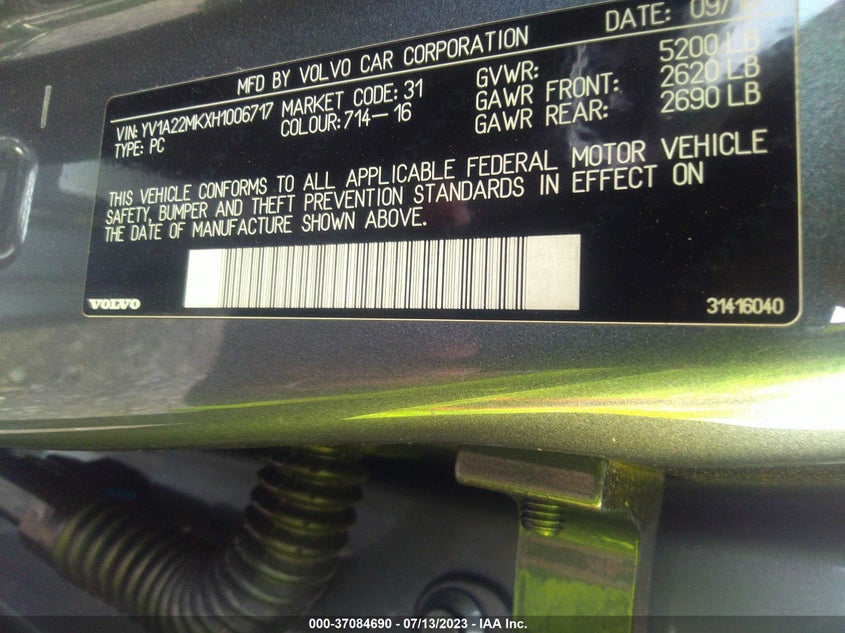 MFD BY VOLVO CAR CORPORATION DATE: 09/
VIN: YV1A22MKXH1006717 MARKET CODE: 31 GVWR: 5200 LB
TYPE: PC COLOUR: 714-16 GAWR FRONT: 2620 LB
GAWR REAR: 2690 LB
THIS VEHICLE CONFORMS TO ALL APPLICABLE FEDERAL MOTOR VEHICLE
SAFETY, BUMPER AND THEFT PREVENTION STANDARDS IN EFFECT ON
THE DATE OF MANUFACTURE SHOWN ABOVE.
VOLVO 31416040
000-37084690 - 07/13/2023 - IAA Inc.